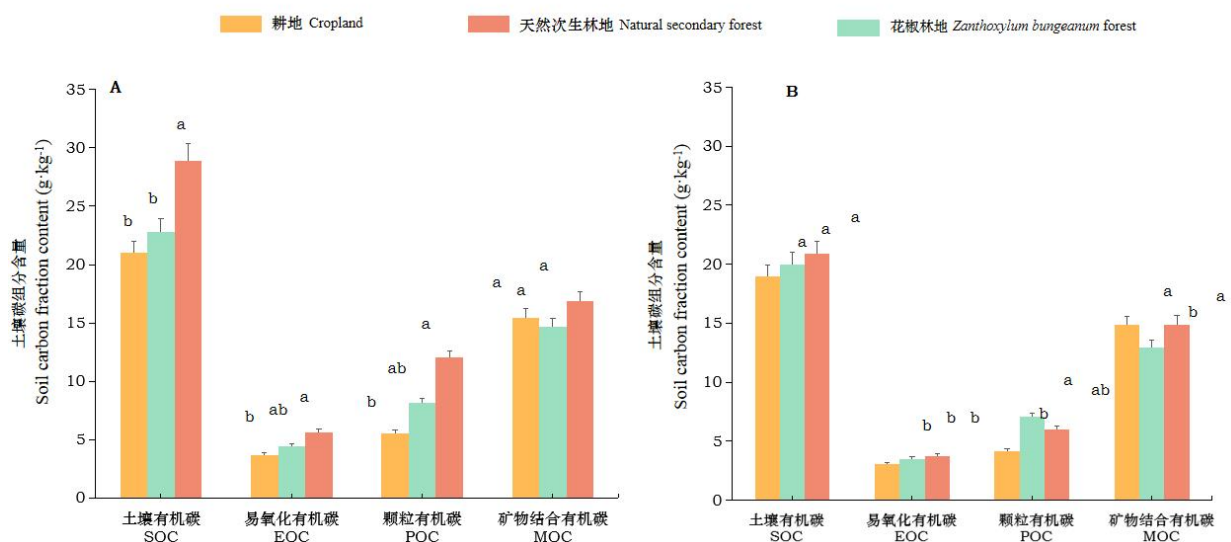 耕地 Cropland
天然次生林地 Natural secondary forest
花椒林地 Zanthoxylum bungeanum forest
A
土壤碳组分含量
Soil carbon fraction content (g·kg⁻¹)
35
30
25
20
15
10
5
0
b
b
a
b
ab
a
b
ab
a
a
a
a
土壤有机碳
SOC
易氧化有机碳
EOC
颗粒有机碳
POC
矿物结合有机碳
MOC
B
土壤碳组分含量
Soil carbon fraction content (g·kg⁻¹)
35
30
25
20
15
10
5
0
a
a
a
b
b
b
b
a
ab
a
b
a
土壤有机碳
SOC
易氧化有机碳
EOC
颗粒有机碳
POC
矿物结合有机碳
MOC